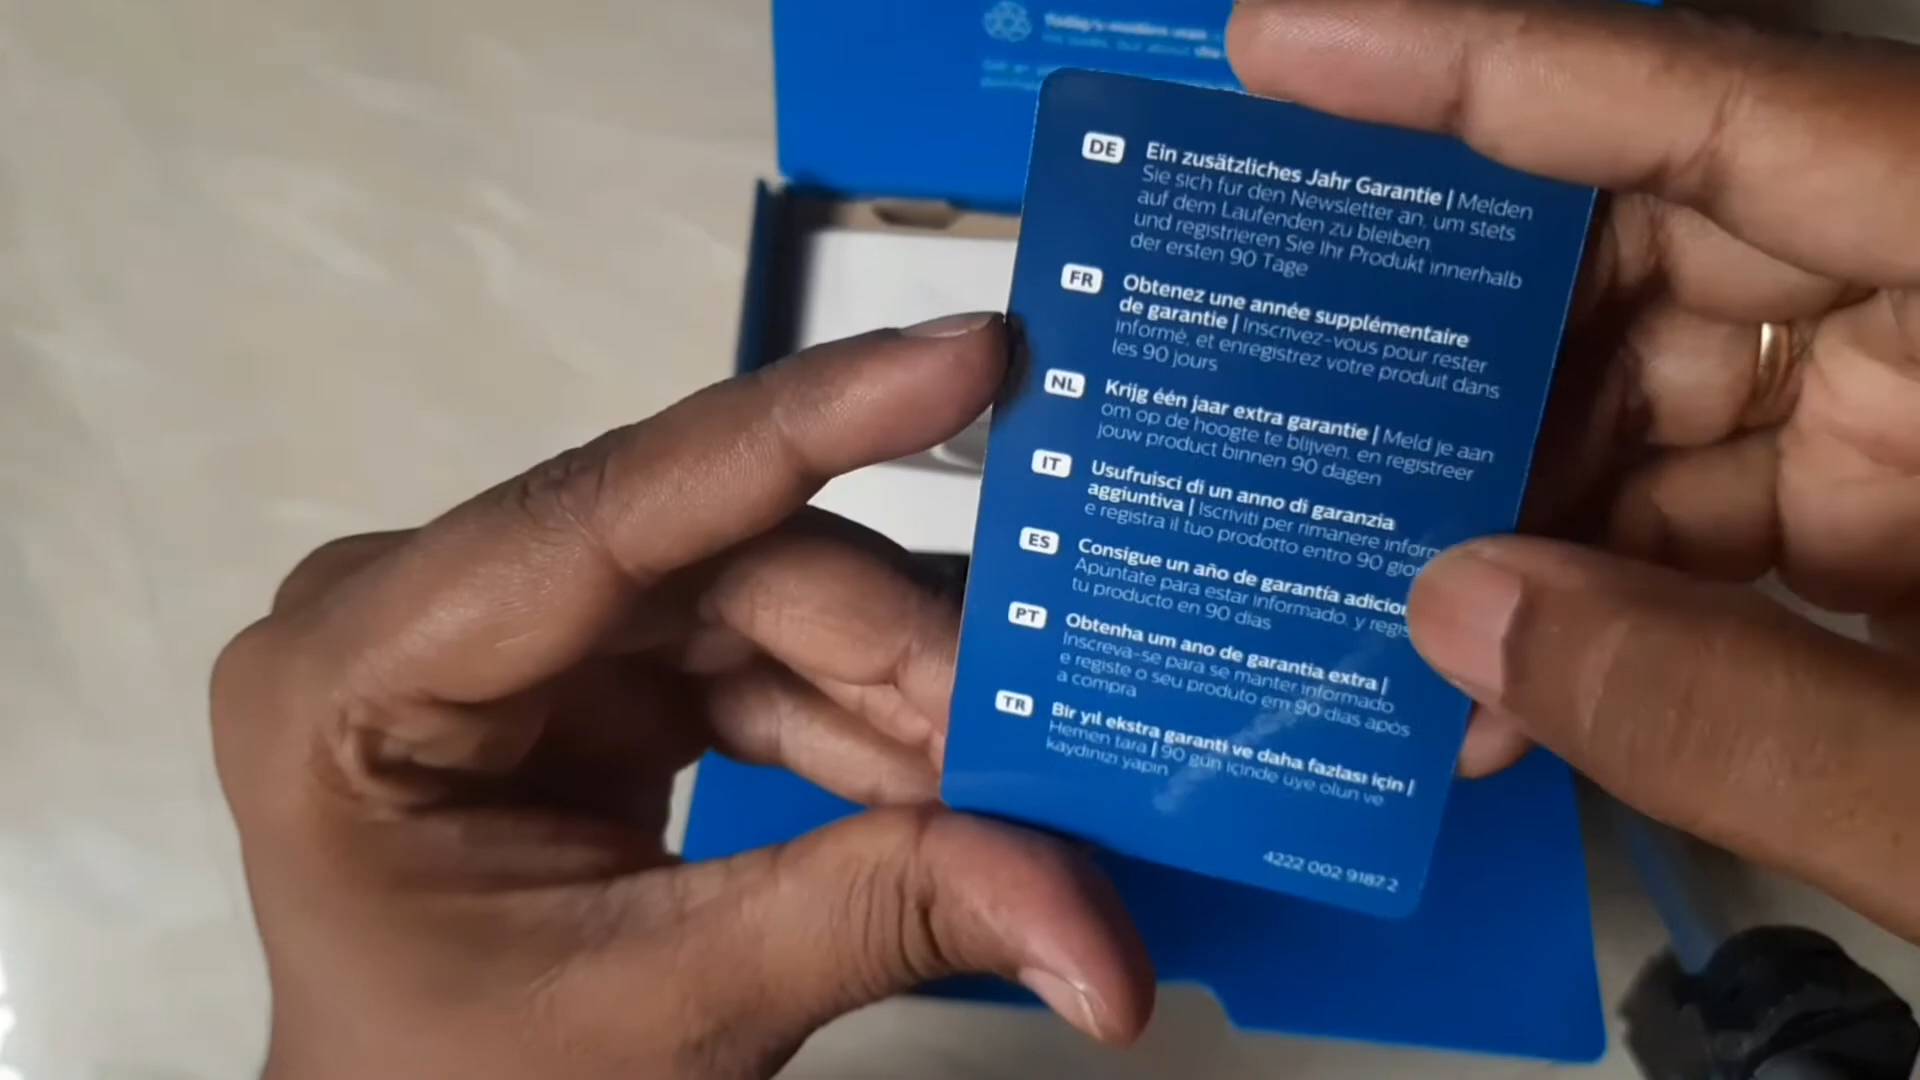 Today's modern man
DE
Ein zusätzliches Jahr Garantie | Melden
Sie sich für den Newsletter an, um stets
auf dem Laufenden zu bleiben,
und registrieren Sie Ihr Produkt innerhalb
der ersten 90 Tage
FR
Obtenez une année supplémentaire
de garantie | Inscrivez-vous pour rester
informé, et enregistrez votre produit dans
les 90 jours
NL
Krijg één jaar extra garantie | Meld je aan
om op de hoogte te blijven, en registreer
jouw product binnen 90 dagen
IT
Usufruisci di un anno di garanzia
aggiuntiva | Iscriviti per rimanere
e registra il tuo prodotto entro 90
ES
Consigue un año de garantía
Apúntate para estar informado, y
tu producto en 90 días
PT
Obtenha um ano de garantia extra |
Inscreva-se para se manter informado
e registe o seu produto em 90 dias após
a compra
TR
Bir yıl ekstra garanti ve daha fazlası için |
Hemen tara | 90 gün içinde üye olun ve
kaydınızı yapın
4222 002 9187 2